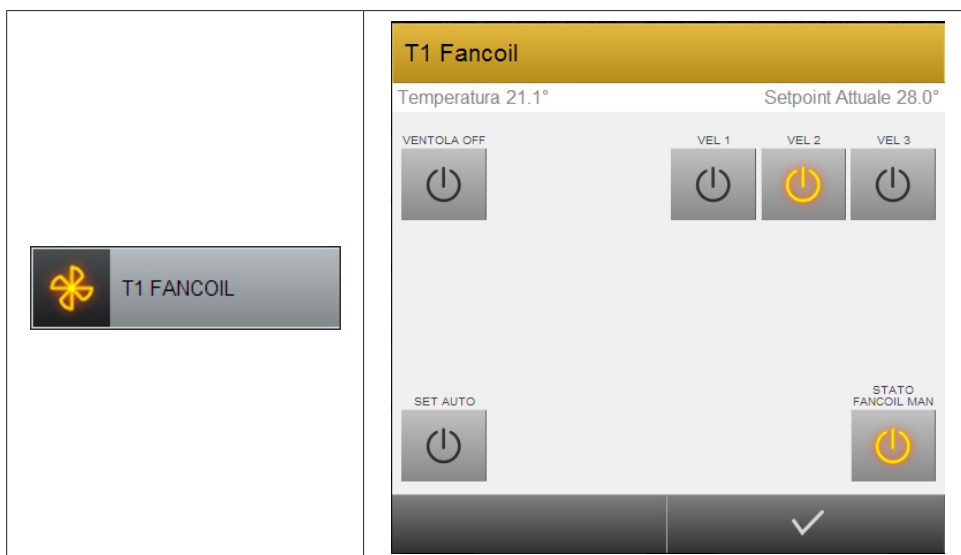 T1 FANCOIL
T1 Fancoil
Temperatura 21.1° Setpoint Attuale 28.0°
VENTOLA OFF VEL 1 VEL 2 VEL 3
SET AUTO
STATO
FANCOIL MAN